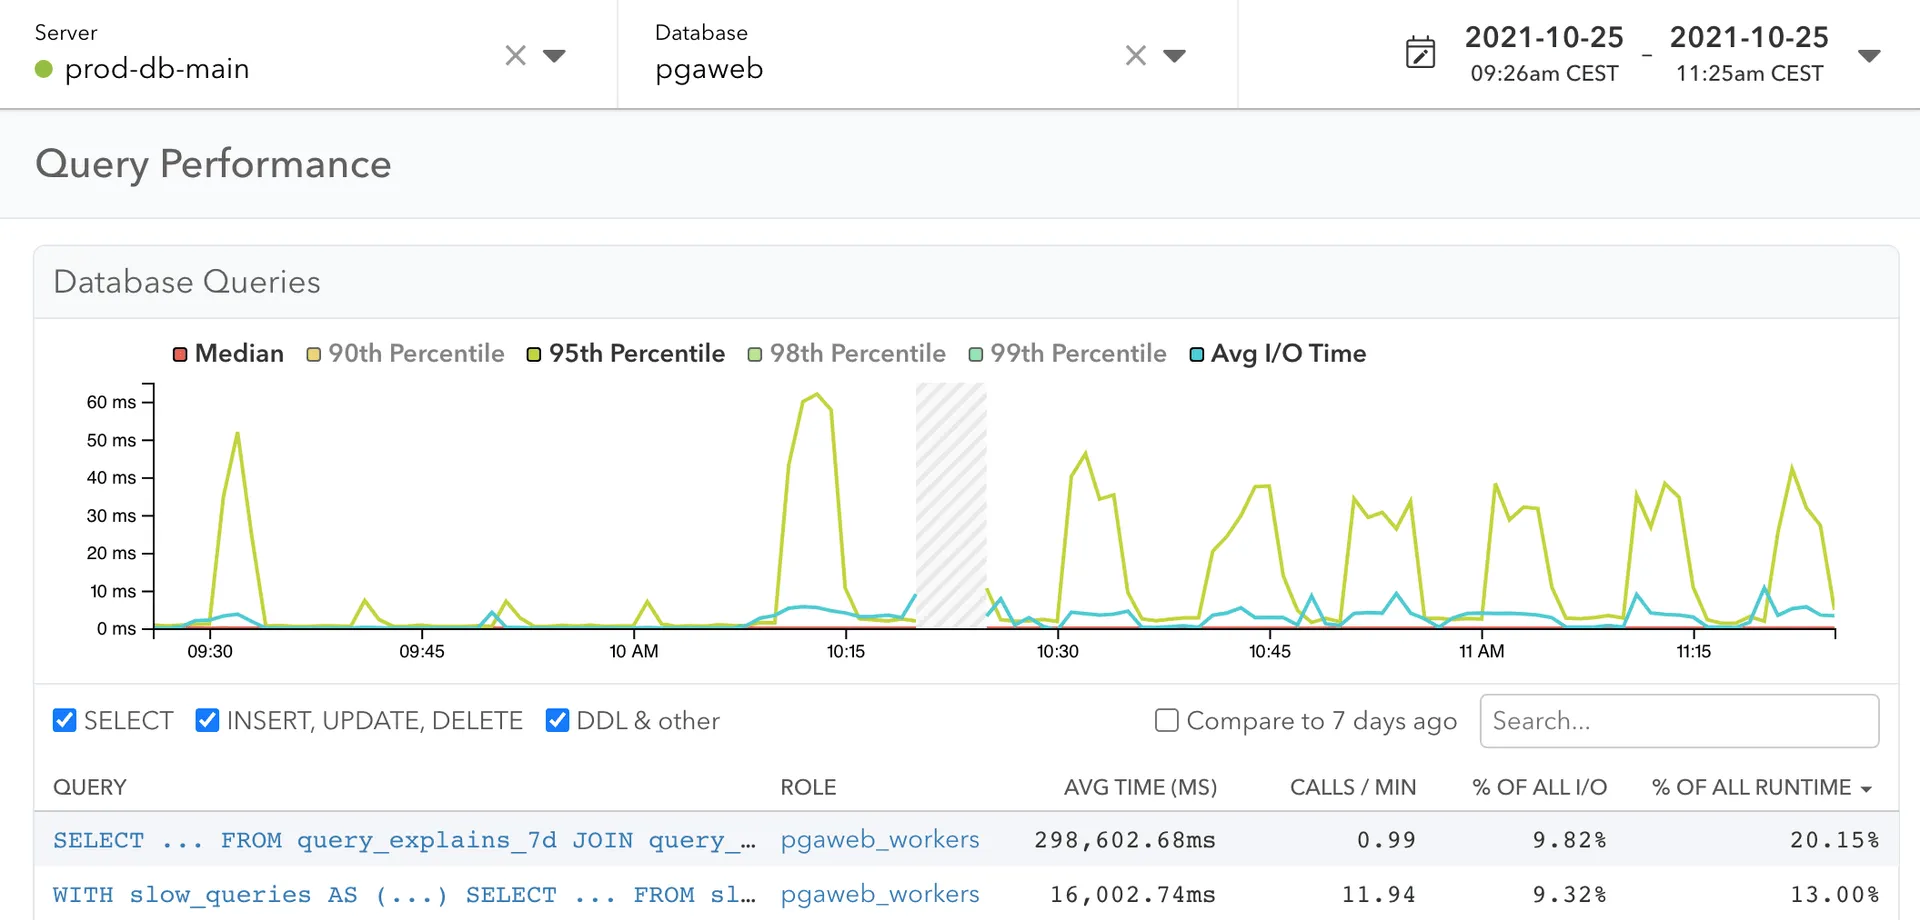 Server
prod-db-main
Database
pgaweb
2021-10-25 – 2021-10-25
09:26am CEST 11:25am CEST
Query Performance
Database Queries
Median 90th Percentile 95th Percentile 98th Percentile 99th Percentile Avg I/O Time
60 ms
50 ms
40 ms
30 ms
20 ms
10 ms
0 ms
09:30 09:45 10 AM 10:15 10:30 10:45 11 AM 11:15
SELECT INSERT, UPDATE, DELETE DDL & other Compare to 7 days ago Search...
QUERY ROLE AVG TIME (MS) CALLS / MIN % OF ALL I/O % OF ALL RUNTIME
SELECT ... FROM query_explains_7d JOIN query_… pgaweb_workers 298,602.68ms 0.99 9.82% 20.15%
WITH slow_queries AS (...) SELECT ... FROM sl… pgaweb_workers 16,002.74ms 11.94 9.32% 13.00%